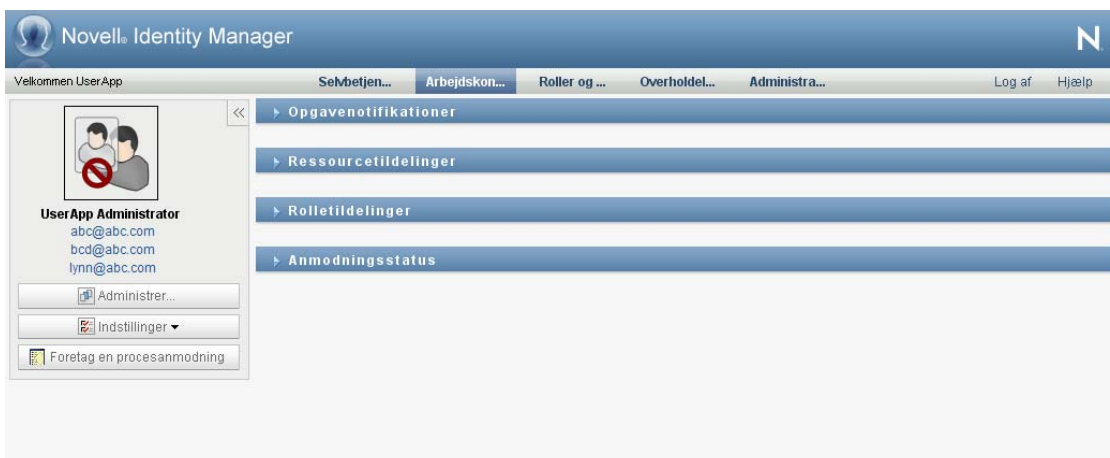 Novell® Identity Manager
N
Velkommen UserApp
Selvbetjen...
Arbejdskon...
Roller og ...
Overholdel...
Administra...
Log af
Hjælp
UserApp Administrator
abc@abc.com
bcd@abc.com
lynn@abc.com
Administrer...
Indstillinger
Foretag en procesanmodning
Opgavenotifikationer
Ressourcetildelinger
Rolletildelinger
Anmodningsstatus